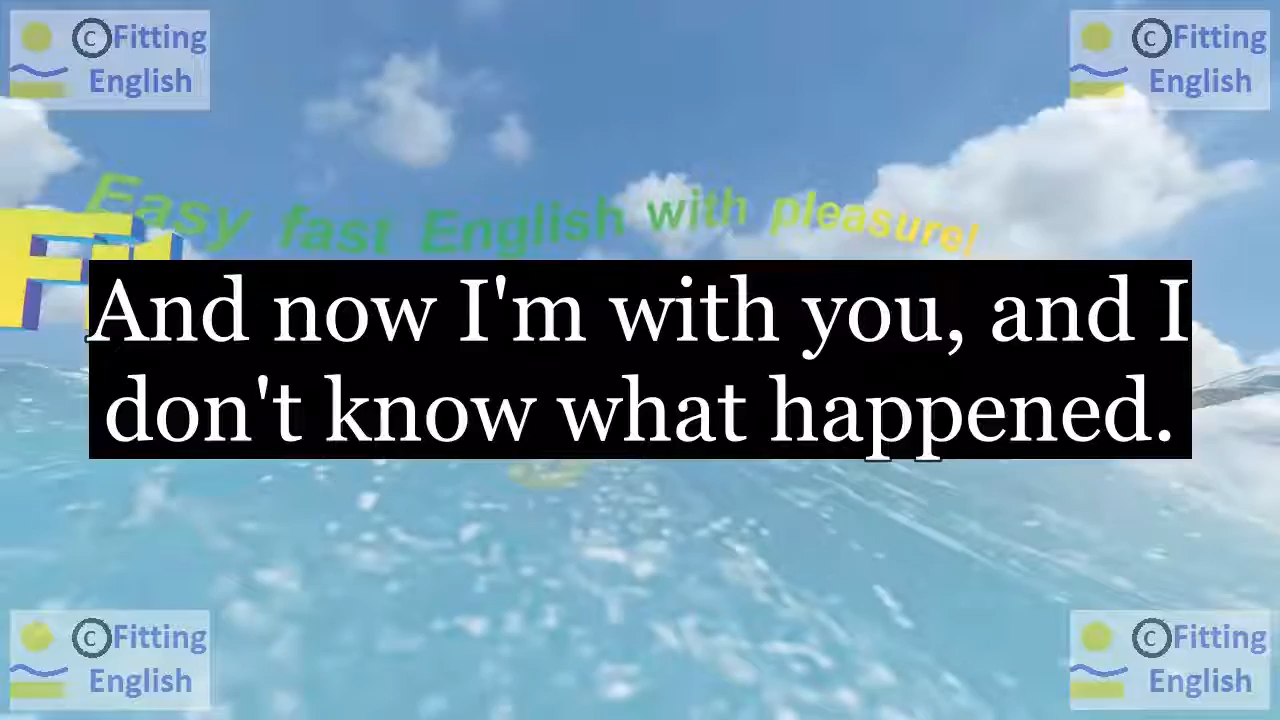 ©Fitting
English
©Fitting
English
Easy fast English with pleasure!
And now I'm with you, and I
don't know what happened.
©Fitting
English
©Fitting
English